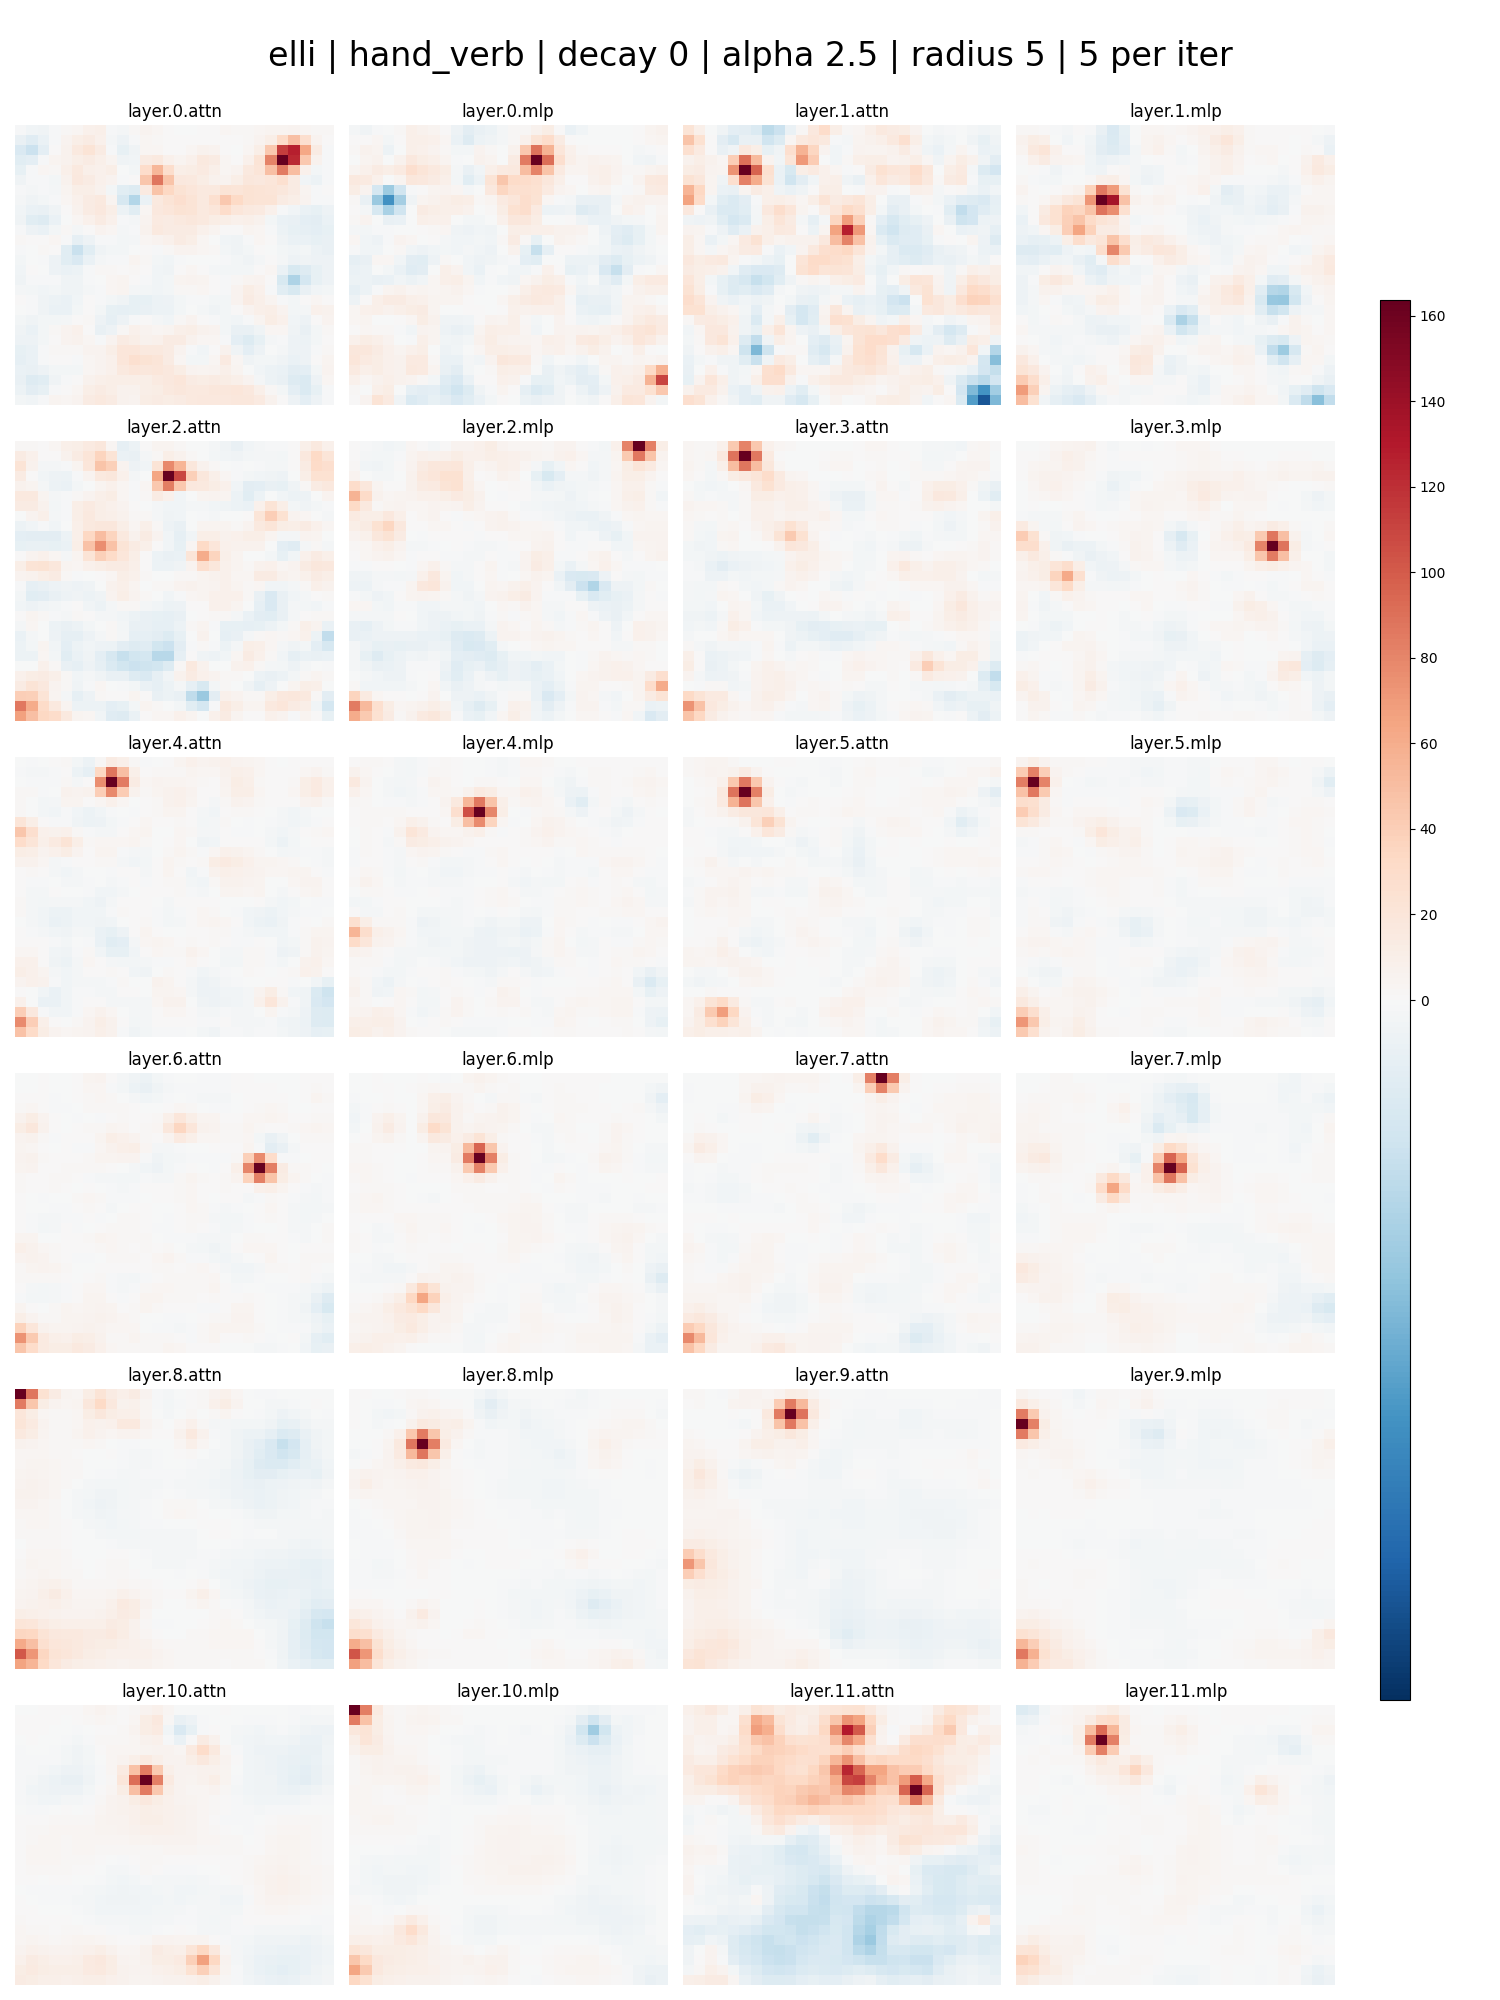 elli | hand_verb | decay 0 | alpha 2.5 | radius 5 | 5 per iter
layer.0.attn
layer.0.mlp
layer.1.attn
layer.1.mlp
layer.2.attn
layer.2.mlp
layer.3.attn
layer.3.mlp
layer.4.attn
layer.4.mlp
layer.5.attn
layer.5.mlp
layer.6.attn
layer.6.mlp
layer.7.attn
layer.7.mlp
layer.8.attn
layer.8.mlp
layer.9.attn
layer.9.mlp
layer.10.attn
layer.10.mlp
layer.11.attn
layer.11.mlp
160
140
120
100
80
60
40
20
0